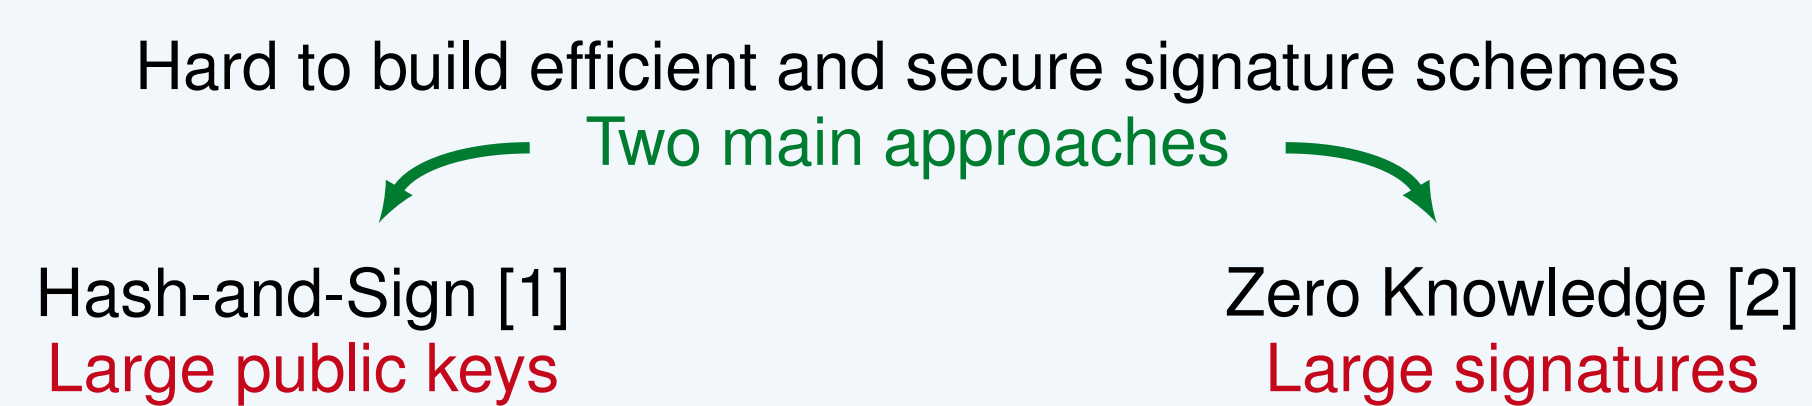 Hard to build efficient and secure signature schemes
Two main approaches
Hash-and-Sign [1]
Large public keys
Zero Knowledge [2]
Large signatures